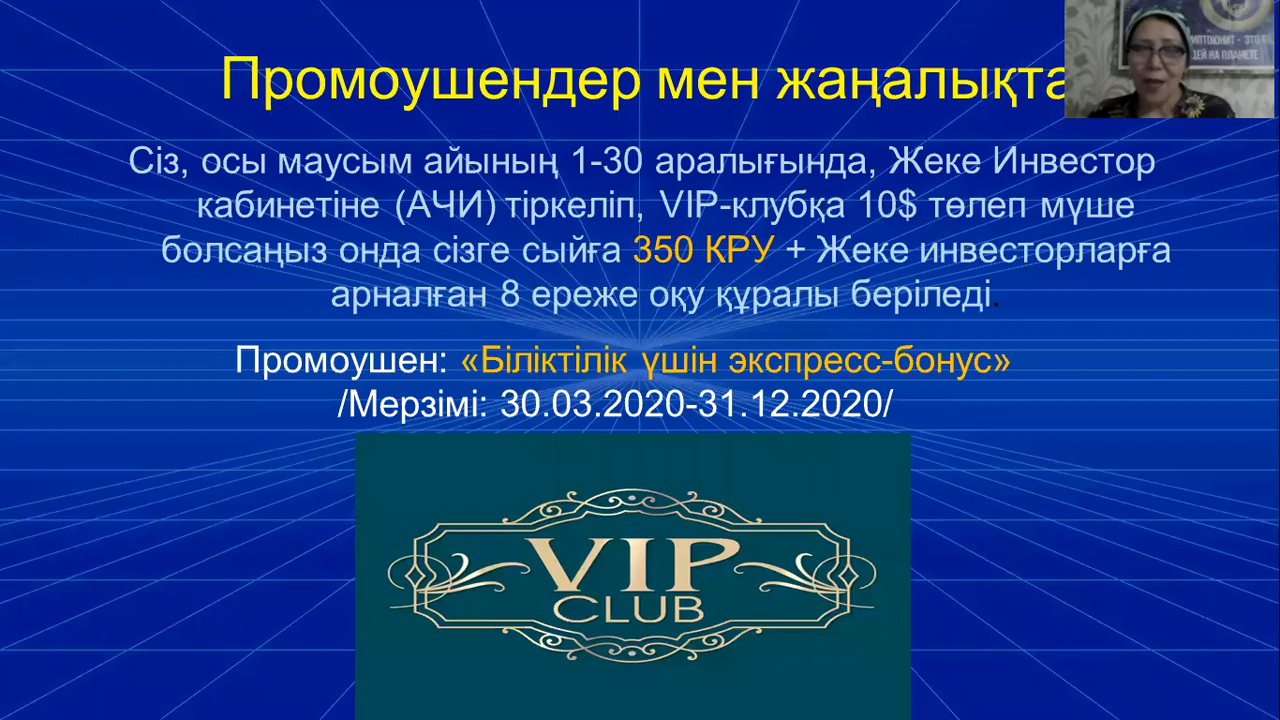 Промоушендер мен жаңалықта
Сіз, осы маусым айының 1-30 аралығында, Жеке Инвестор
кабинетіне (АЧИ) тіркеліп, VIP-клубқа 10$ төлеп мүше
болсаңыз онда сізге сыйға 350 КРУ + Жеке инвесторларға
арналған 8 ереже оқу құралы беріледі.
Промоушен: «Біліктілік үшін экспресс-бонус»
/Мерзімі: 30.03.2020-31.12.2020/
VIP
CLUB